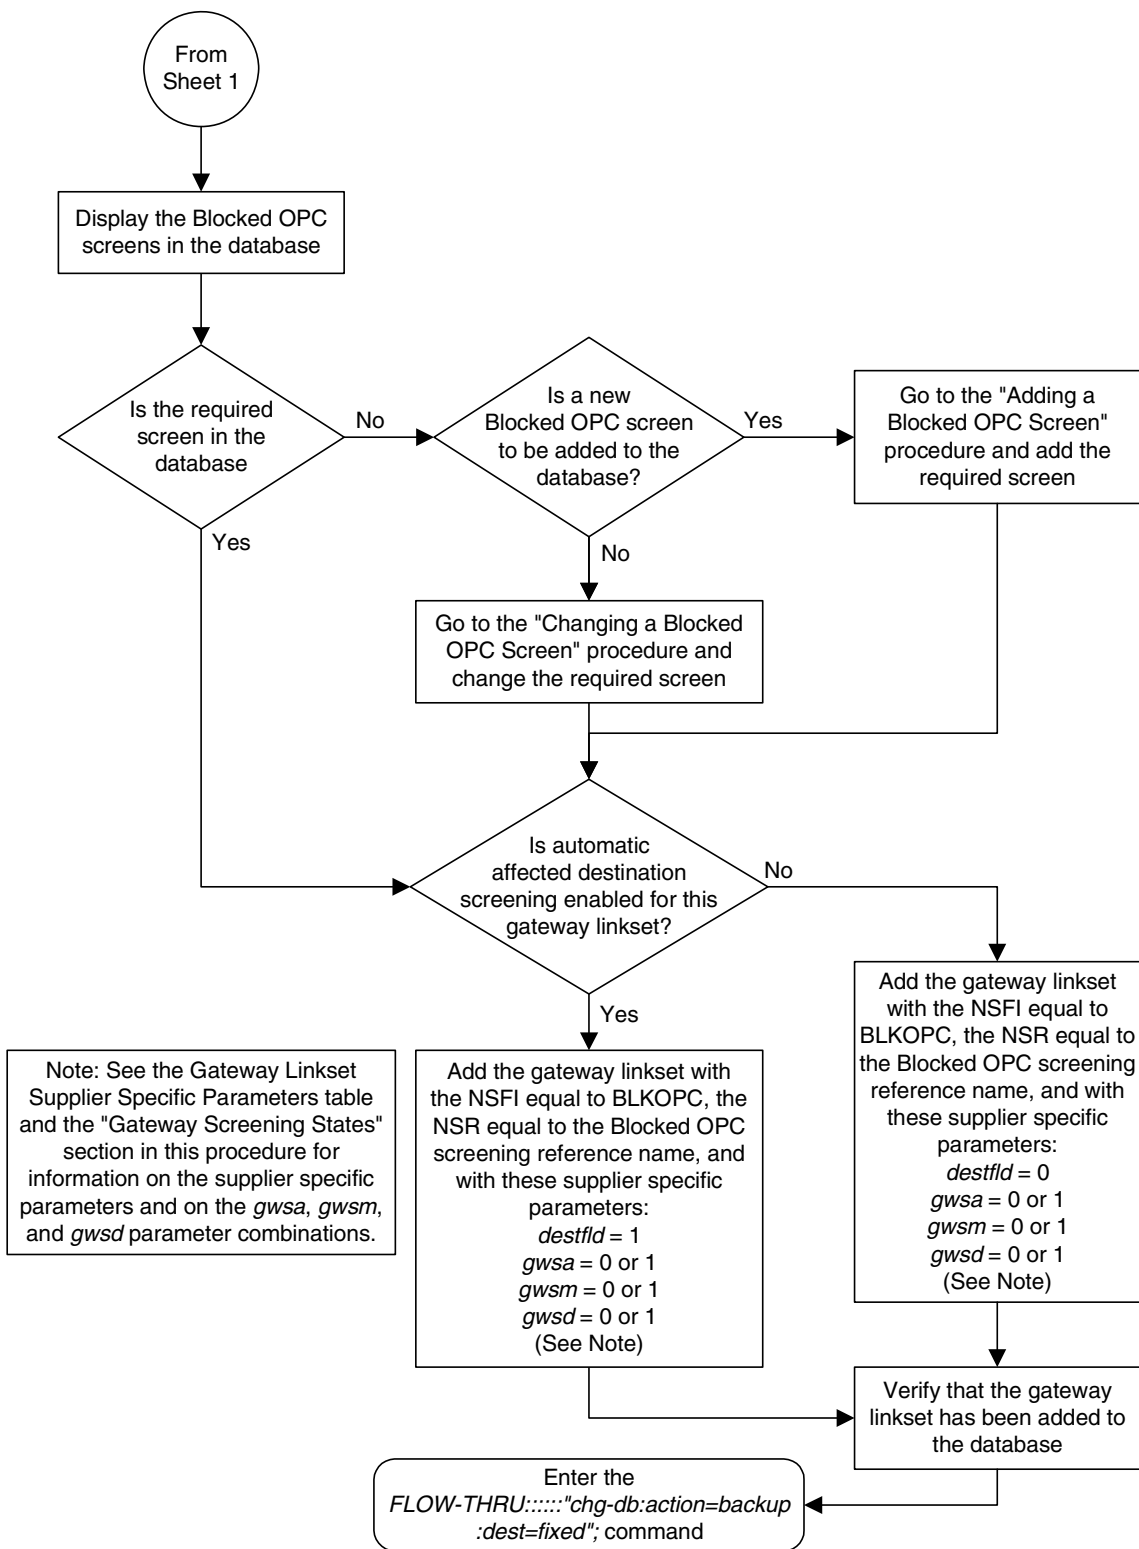 From
Sheet 1
Display the Blocked OPC
screens in the database
Is the required
screen in the
database
No
Yes
Is a new
Blocked OPC screen
to be added to the
database?
Yes
No
Go to the "Adding a
Blocked OPC Screen"
procedure and add the
required screen
Go to the "Changing a Blocked
OPC Screen" procedure and
change the required screen
Is automatic
affected destination
screening enabled for this
gateway linkset?
No
Yes
Add the gateway linkset
with the NSFI equal to
BLKOPC, the NSR equal to
the Blocked OPC screening
reference name, and with
these supplier specific
parameters:
destfld = 0
gwsa = 0 or 1
gwsm = 0 or 1
gwsd = 0 or 1
(See Note)
Note: See the Gateway Linkset
Supplier Specific Parameters table
and the "Gateway Screening States"
section in this procedure for
information on the supplier specific
parameters and on the gwsa, gwsm,
and gwsd parameter combinations.
Add the gateway linkset with
the NSFI equal to BLKOPC, the
NSR equal to the Blocked OPC
screening reference name, and
with these supplier specific
parameters:
destfld = 1
gwsa = 0 or 1
gwsm = 0 or 1
gwsd = 0 or 1
(See Note)
Verify that the gateway
linkset has been added to
the database
Enter the
FLOW-THRU::::::"chg-db:action=backup
:dest=fixed"; command